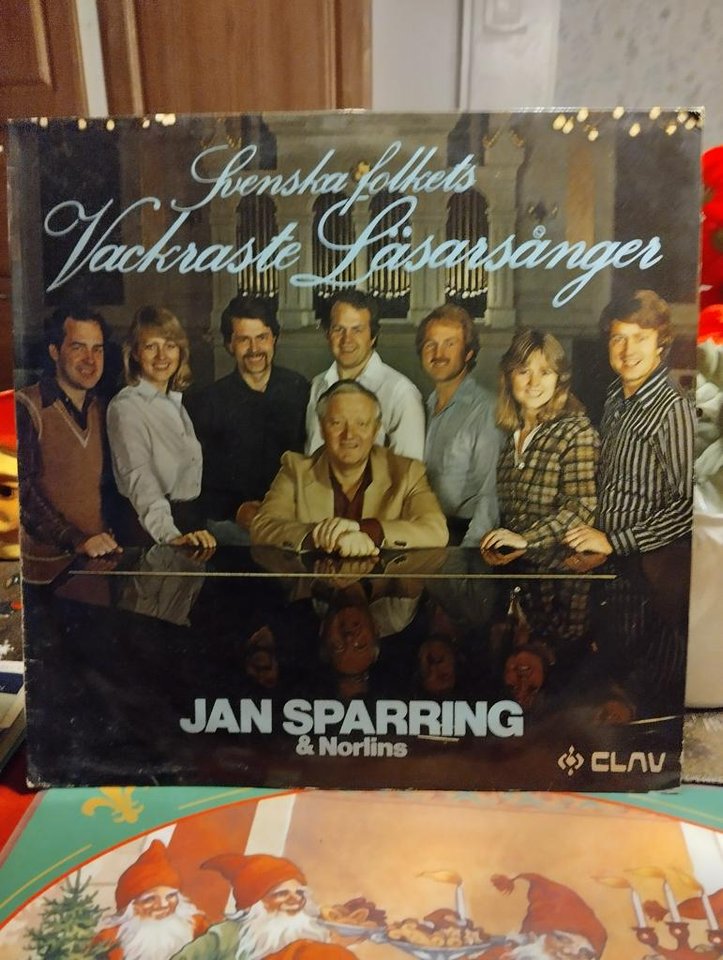 Svenska folkets
Vackraste Läsarsånger
JAN SPARRING
& Norlins
CLAV